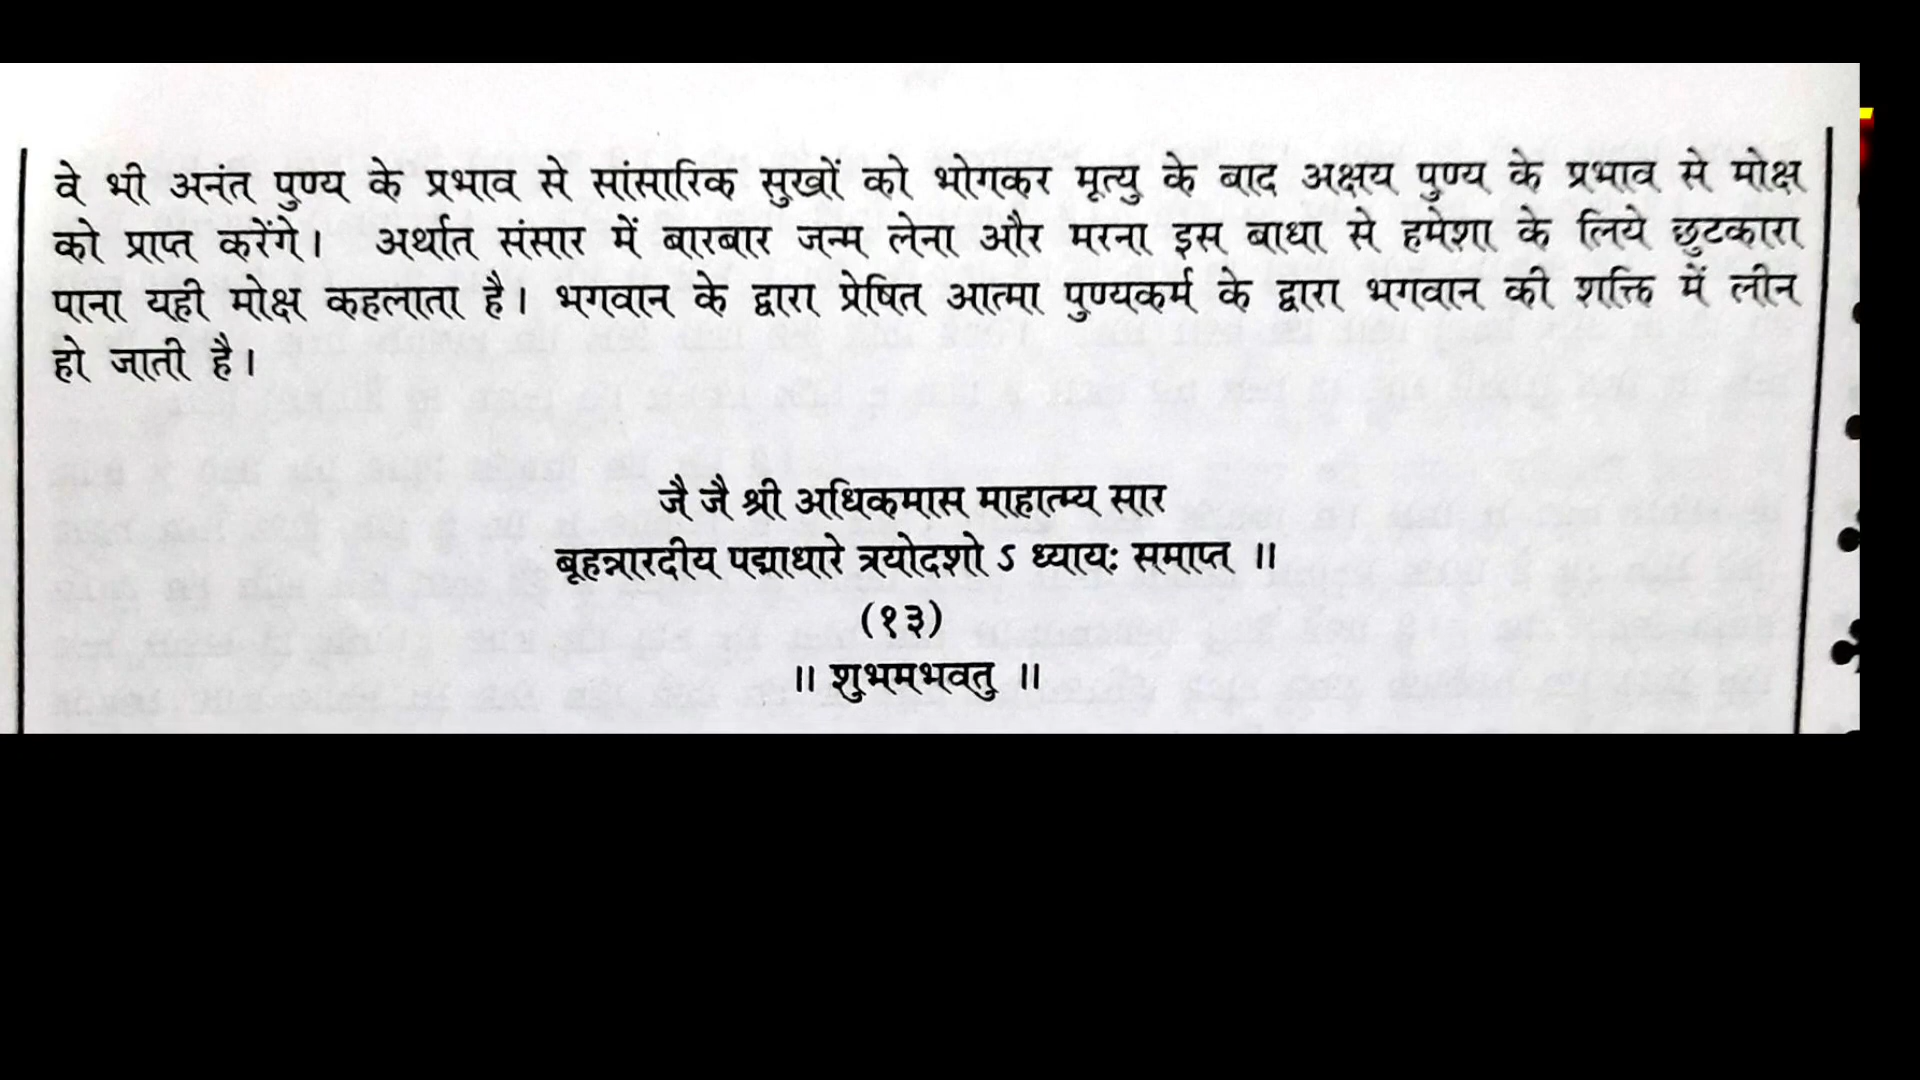 वे भी अनंत पुण्य के प्रभाव से सांसारिक सुखों को भोगकर मृत्यु के बाद अक्षय पुण्य के प्रभाव से मोक्ष
को प्राप्त करेंगे। अर्थात संसार में बारबार जन्म लेना और मरना इस बाधा से हमेशा के लिये छुटकारा
पाना यही मोक्ष कहलाता है। भगवान के द्वारा प्रेषित आत्मा पुण्यकर्म के द्वारा भगवान की शक्ति में लीन
हो जाती है।
जै जै श्री अधिकमास माहात्म्य सार
बृहन्नारदीय पद्माधारे त्रयोदशो ऽ ध्यायः समाप्त ॥
(१३)
॥ शुभमभवतु ॥